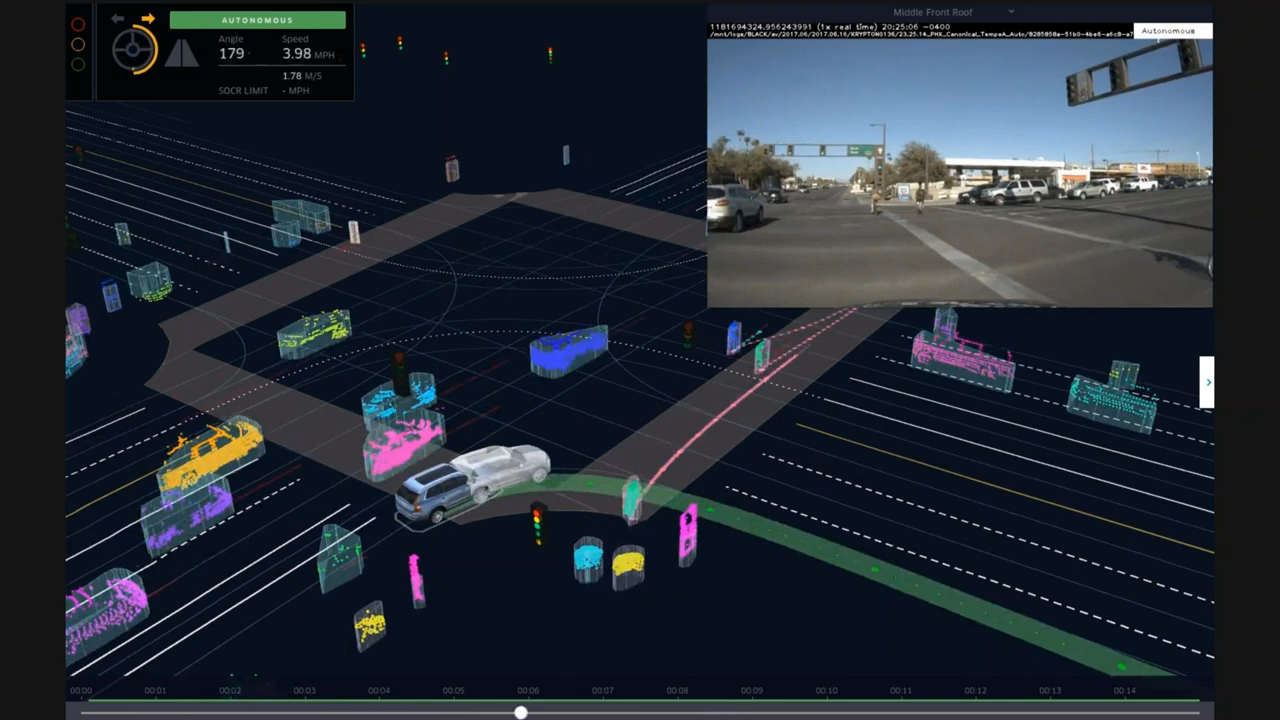 AUTONOMOUS
Angle
179°
Speed
3.98 MPH
1.78 M/S
SOCR LIMIT - MPH
Middle Front Roof
1181694324.956243991 (1x real time) 20:25:06 -0400
Autonomous
00:00 00:01 00:02 00:03 00:04 00:05 00:06 00:07 00:08 00:09 00:10 00:11 00:12 00:13 00:14